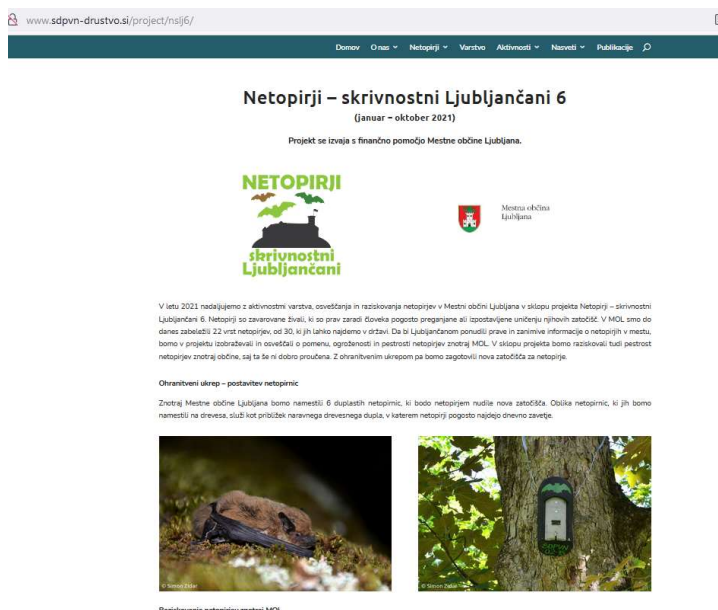 www.sdpvn-drustvo.si/project/nslj6/
Domov O nas Netopirji Varstvo Aktivnosti Nasveti Publikacije
Netopirji – skrivnostni Ljubljančani 6
(januar – oktober 2021)
Projekt se izvaja s finančno pomočjo Mestne občine Ljubljana.
NETOPIRJI
skrivnostni
Ljubljančani
Mestna občina
Ljubljana
V letu 2021 nadaljujemo z aktivnostmi varstva, osveščanja in raziskovanja netopirjev v Mestni občini Ljubljana v sklopu projekta Netopirji – skrivnostni
Ljubljančani 6. Netopirji so zavarovane živali, ki so prav zaradi človeka pogosto preganjane ali izpostavljene uničenju njihovih zatočišč. V MOL smo do
danes zabeležili 22 vrst netopirjev, od 30, ki jih lahko najdemo v državi. Da bi Ljubljančanom ponudili prave in zanimive informacije o netopirjih v mestu,
bomo v projektu izobraževali in osveščali o pomenu, ogroženosti in pestrosti netopirjev znotraj MOL. V sklopu projekta bomo raziskovali tudi pestrost
netopirjev znotraj občine, saj ta še ni dobro proučena. Z ohranitvenim ukrepom pa bomo zagotovili nova zatočišča za netopirje.
Ohranitveni ukrep – postavitev netopirnic
Znotraj Mestne občine Ljubljana bomo namestili 6 duplastih netopirnic, ki bodo netopirjem nudile nova zatočišča. Oblika netopirnic, ki jih bomo
namestili na drevesa, služi kot približek naravnega drevesnega dupla, v katerem netopirji pogosto najdejo dnevno zavetje.
© Simon Zidar
© Simon Zidar
Raziskovanje netopirjev znotraj MOL